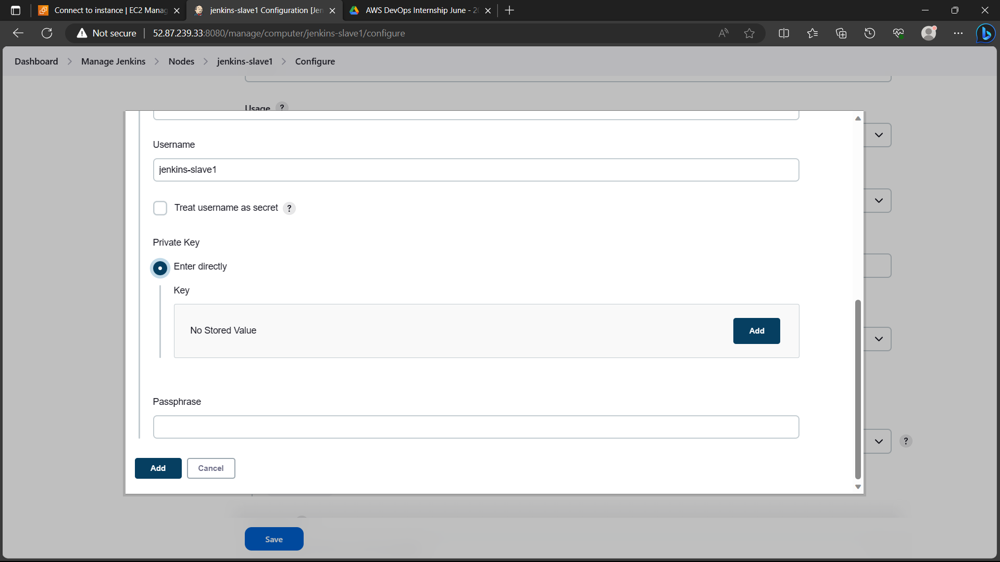 Connect to instance | EC2 Manag
jenkins-slave1 Configuration [Jen
AWS DevOps Internship June - 20
Not secure
52.87.239.33:8080/manage/computer/jenkins-slave1/configure
Dashboard > Manage Jenkins > Nodes > jenkins-slave1 > Configure
Usage ?
Username
jenkins-slave1
Treat username as secret ?
Private Key
Enter directly
Key
No Stored Value
Add
Passphrase
?
Add
Cancel
Save